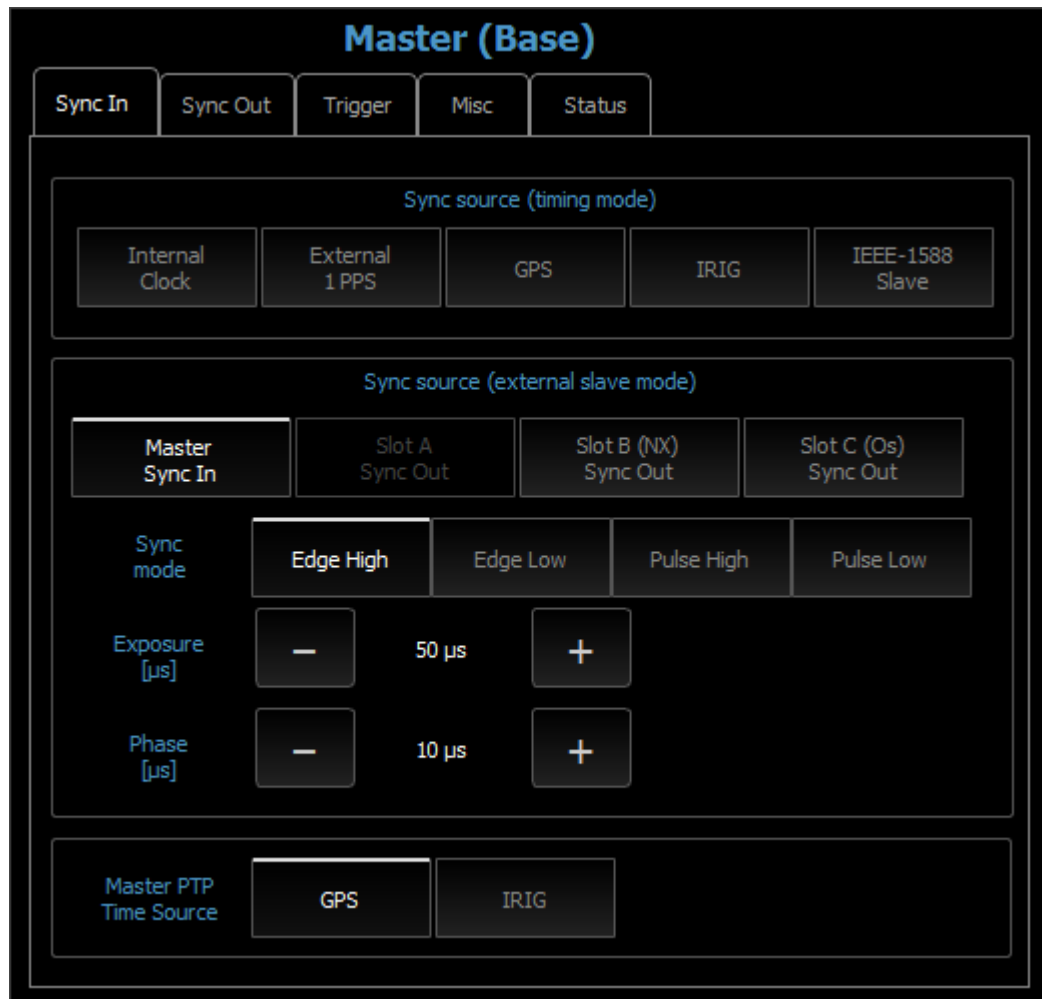 Master (Base)
Sync In
Sync Out
Trigger
Misc
Status
Sync source (timing mode)
Internal
Clock
External
1 PPS
GPS
IRIG
IEEE-1588
Slave
Sync source (external slave mode)
Master
Sync In
Slot A
Sync Out
Slot B (NX)
Sync Out
Slot C (Os)
Sync Out
Sync
mode
Edge High
Edge Low
Pulse High
Pulse Low
Exposure
[µs]
−
50 µs
+
Phase
[µs]
−
10 µs
+
Master PTP
Time Source
GPS
IRIG